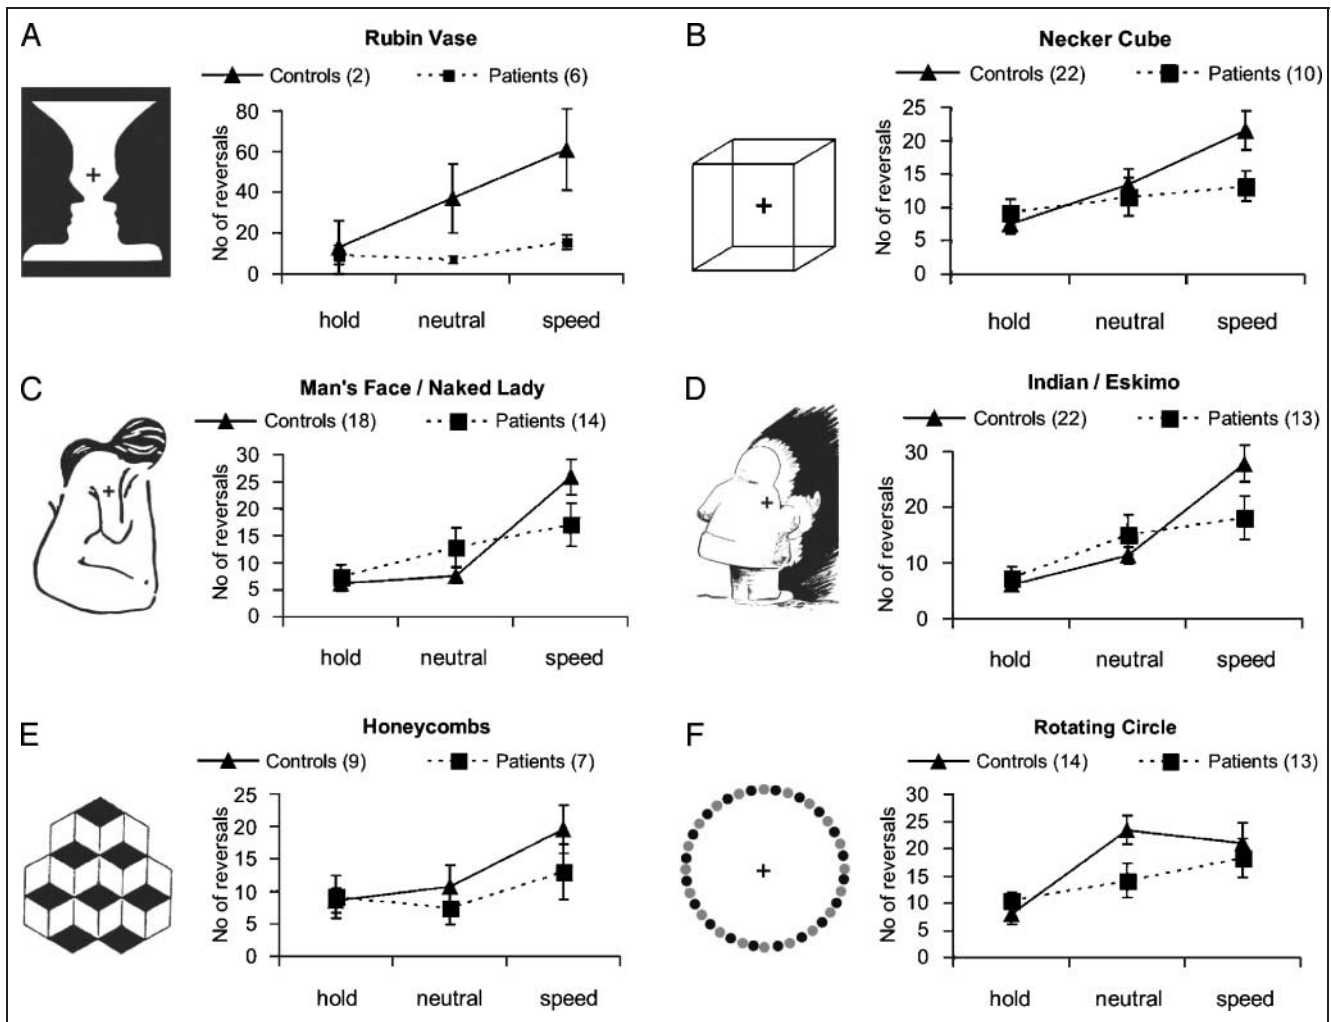 A
Rubin Vase
Controls (2) Patients (6)
No of reversals
80
60
40
20
0
hold neutral speed
B
Necker Cube
Controls (22) Patients (10)
No of reversals
25
20
15
10
5
0
hold neutral speed
C
Man's Face / Naked Lady
Controls (18) Patients (14)
No of reversals
30
25
20
15
10
5
0
hold neutral speed
D
Indian / Eskimo
Controls (22) Patients (13)
No of reversals
30
20
10
0
hold neutral speed
E
Honeycombs
Controls (9) Patients (7)
No of reversals
25
20
15
10
5
0
hold neutral speed
F
Rotating Circle
Controls (14) Patients (13)
No of reversals
30
25
20
15
10
5
0
hold neutral speed